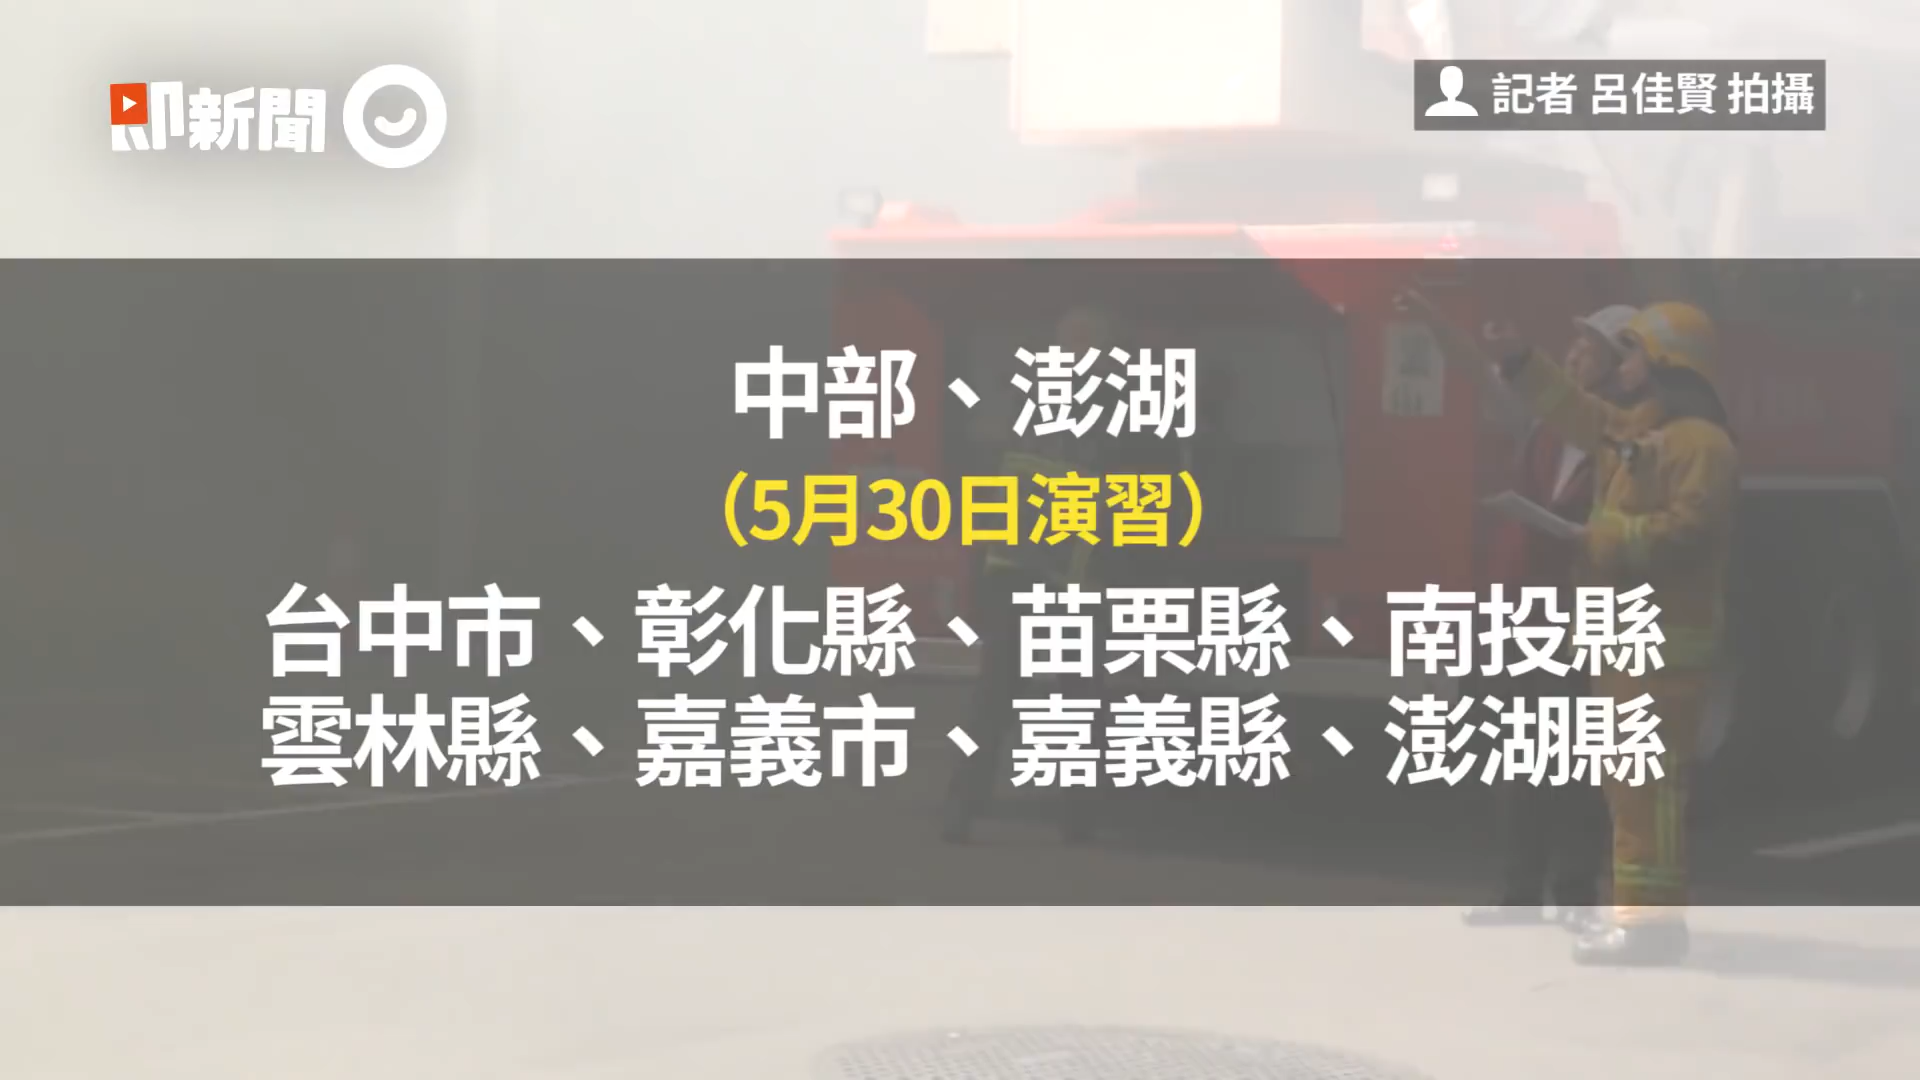 即新聞
記者 呂佳賢 拍攝
中部、澎湖
（5月30日演習）
台中市、彰化縣、苗栗縣、南投縣
雲林縣、嘉義市、嘉義縣、澎湖縣